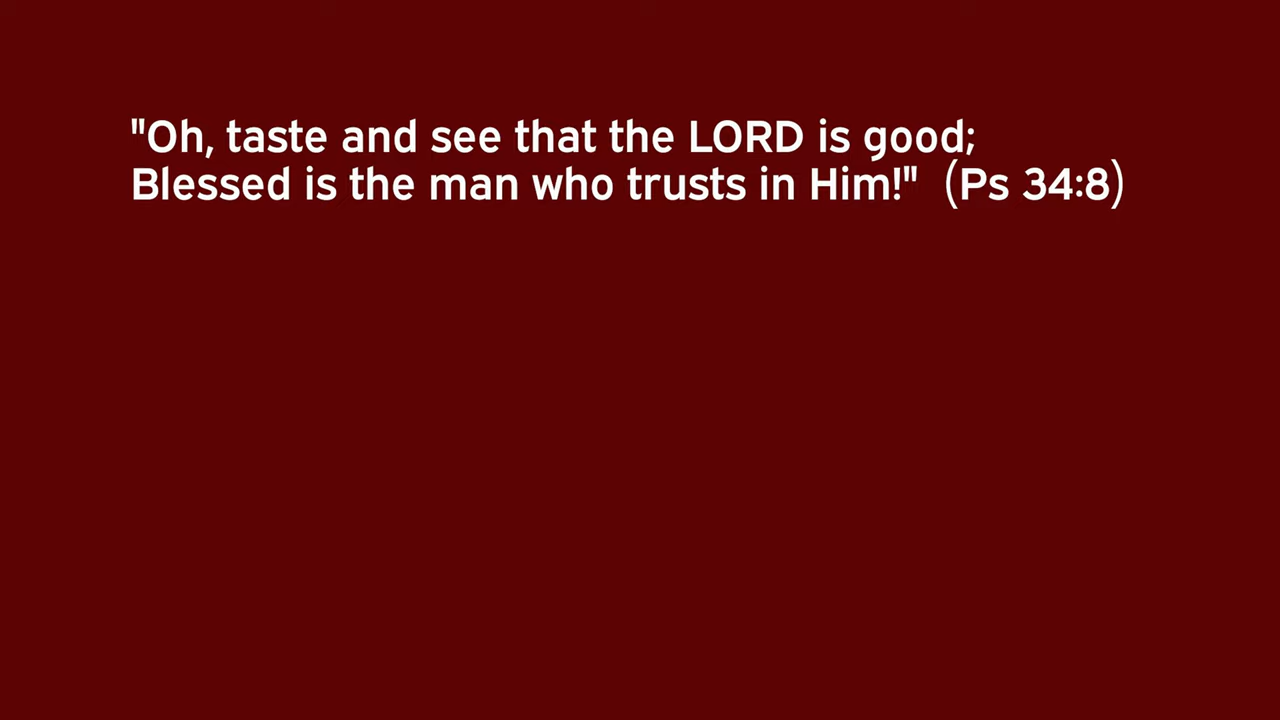 "Oh, taste and see that the LORD is good;
Blessed is the man who trusts in Him!"  (Ps 34:8)